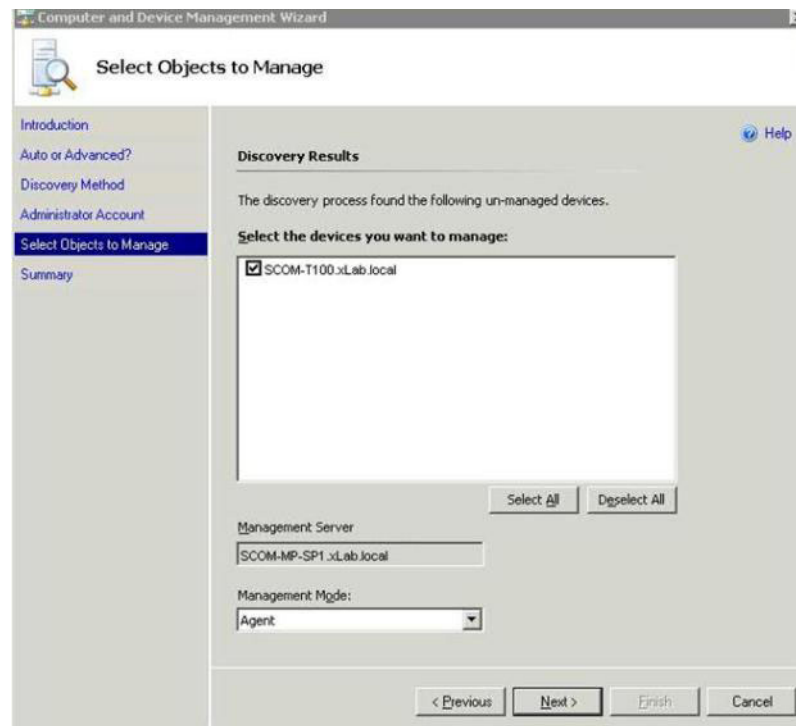 Computer and Device Management Wizard
Select Objects to Manage
Introduction
Auto or Advanced?
Discovery Method
Administrator Account
Select Objects to Manage
Summary
Help
Discovery Results
The discovery process found the following un-managed devices.
Select the devices you want to manage:
SCOM-T100.xLab.local
Select All
Deselect All
Management Server
SCOM-MP-SP1.xLab.local
Management Mode:
Agent
< Previous
Next >
Finish
Cancel